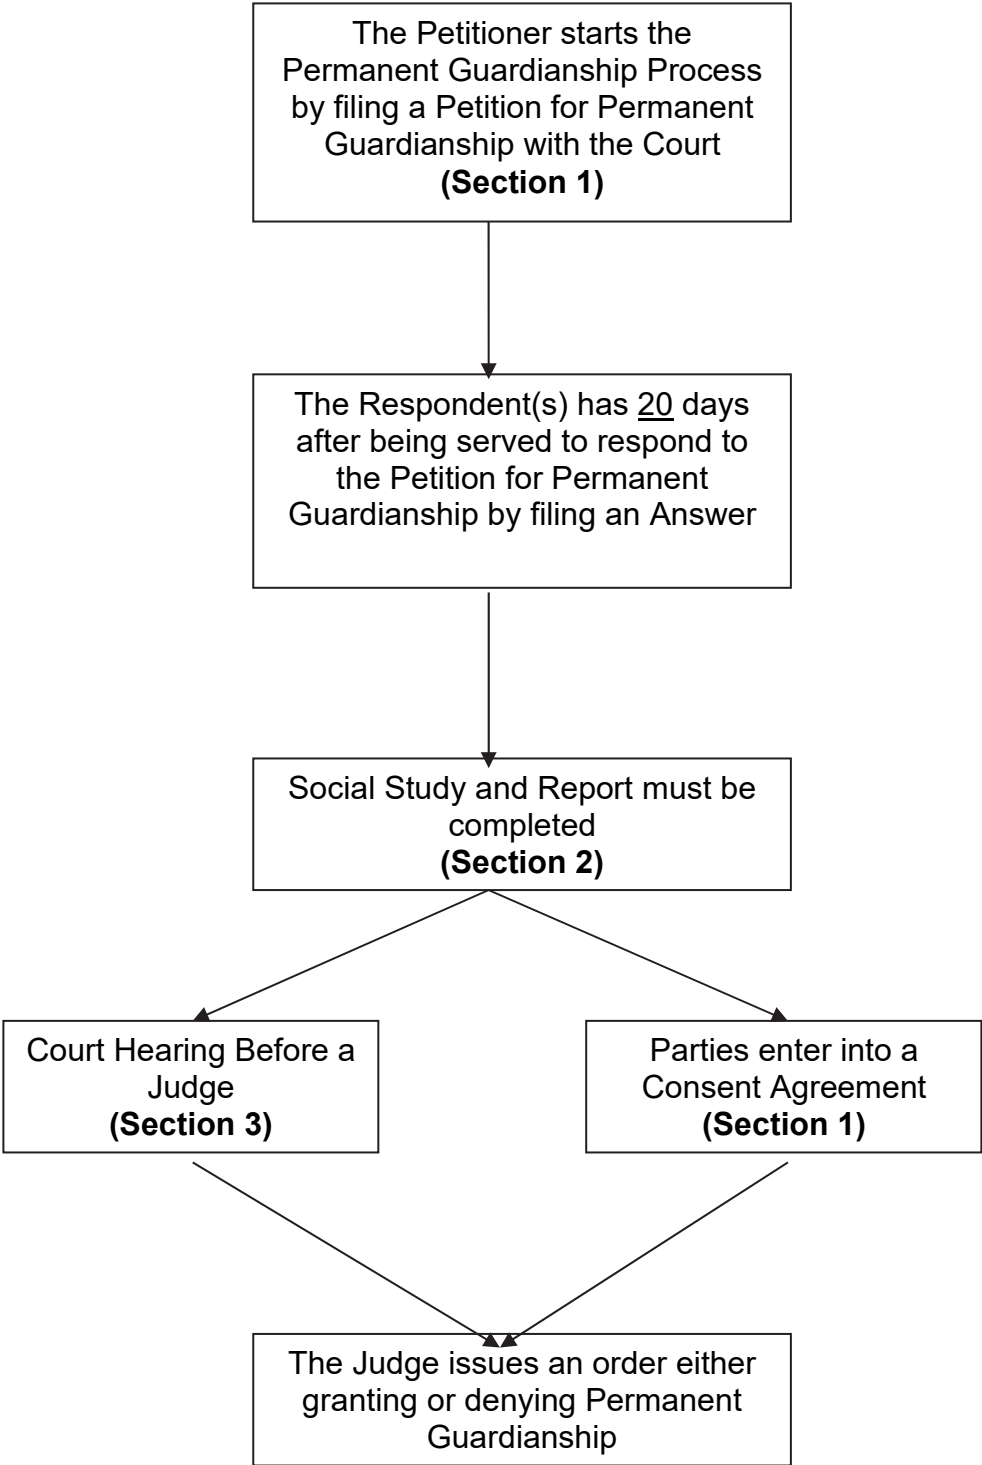 The Petitioner starts the
Permanent Guardianship Process
by filing a Petition for Permanent
Guardianship with the Court
(Section 1)
The Respondent(s) has 20 days
after being served to respond to
the Petition for Permanent
Guardianship by filing an Answer
Social Study and Report must be
completed
(Section 2)
Court Hearing Before a
Judge
(Section 3)
Parties enter into a
Consent Agreement
(Section 1)
The Judge issues an order either
granting or denying Permanent
Guardianship